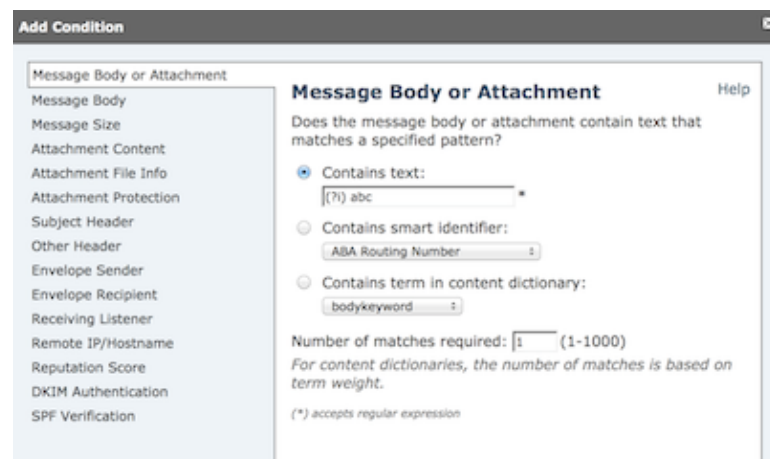 Add Condition
Message Body or Attachment
Message Body
Message Size
Attachment Content
Attachment File Info
Attachment Protection
Subject Header
Other Header
Envelope Sender
Envelope Recipient
Receiving Listener
Remote IP/Hostname
Reputation Score
DKIM Authentication
SPF Verification
Message Body or Attachment
Help
Does the message body or attachment contain text that
matches a specified pattern?
Contains text:
(?i) abc *
Contains smart identifier:
ABA Routing Number
Contains term in content dictionary:
bodykeyword
Number of matches required: 1 (1-1000)
For content dictionaries, the number of matches is based on
term weight.
(*) accepts regular expression